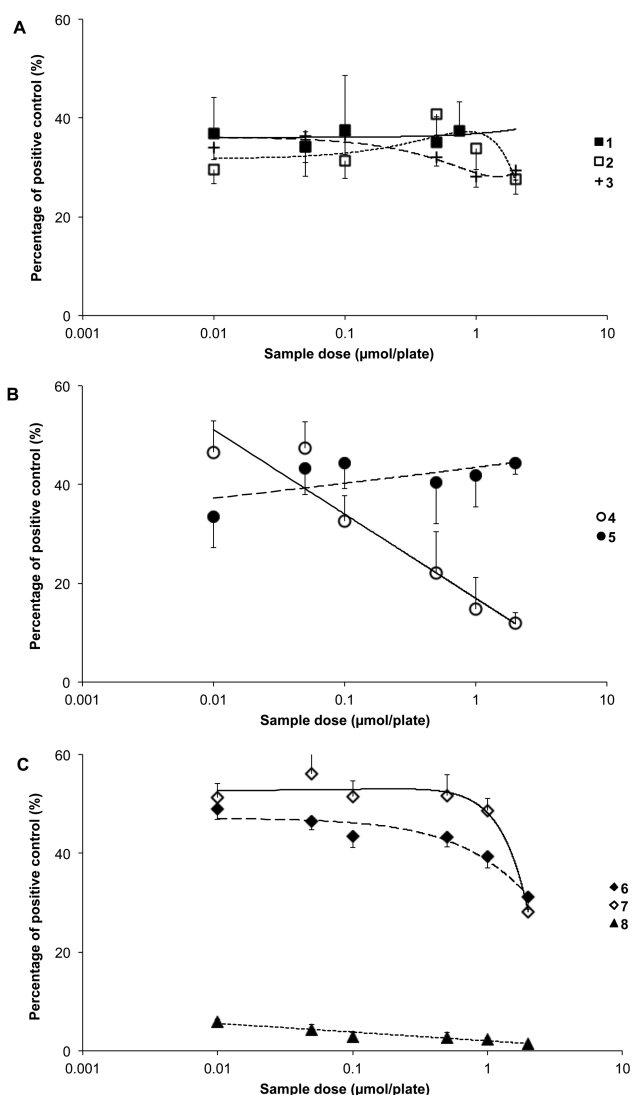 A
Percentage of positive control (%)
60
40
20
0
0.001 0.01 0.1 1 10
Sample dose (µmol/plate)
1
2
3
B
Percentage of positive control (%)
60
40
20
0
0.001 0.01 0.1 1 10
Sample dose (µmol/plate)
4
5
C
Percentage of positive control (%)
60
40
20
0
0.001 0.01 0.1 1 10
Sample dose (µmol/plate)
6
7
8